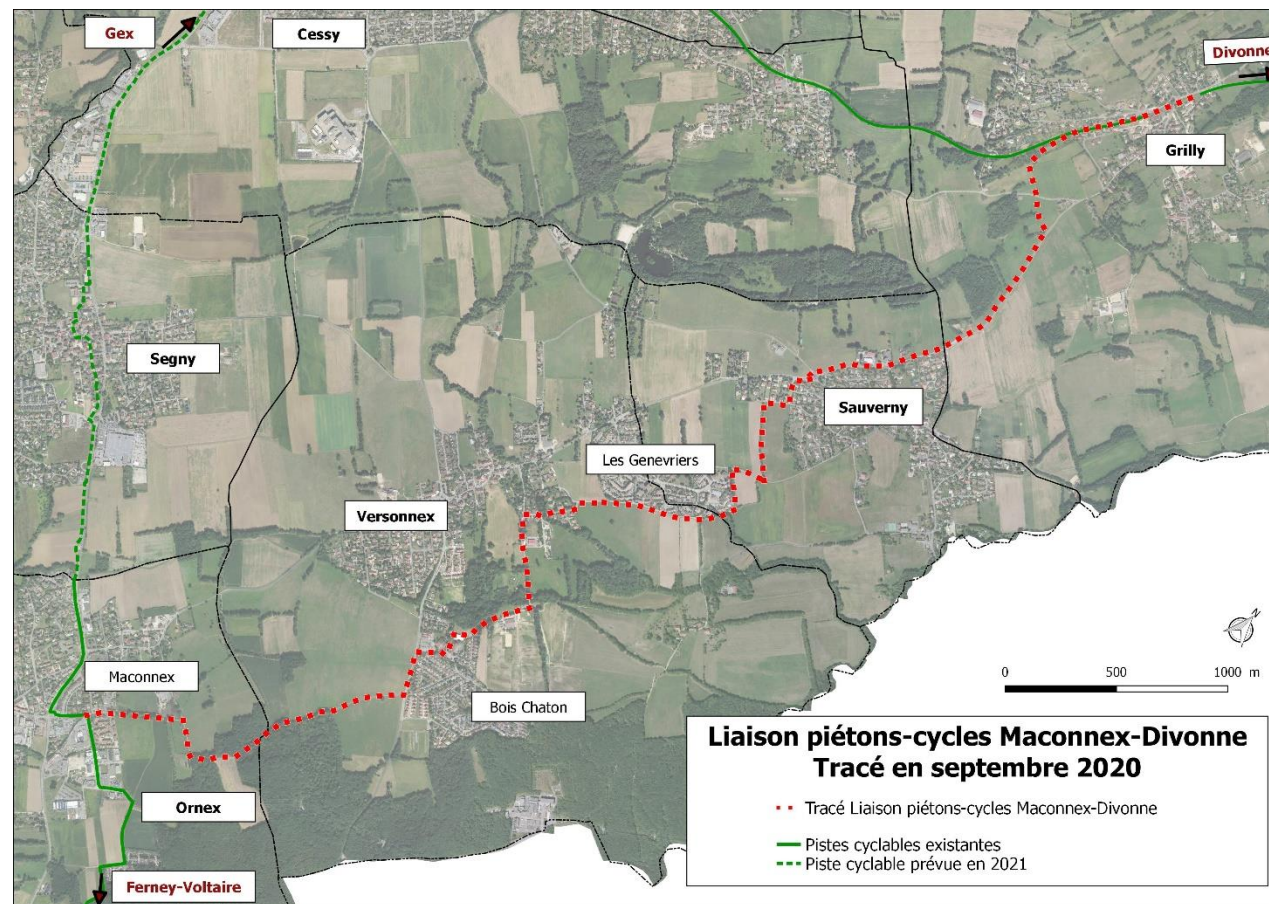 Gex
Cessy
Divonne
Grilly
Segny
Sauverny
Les Genevriers
Versonnex
N
Maconnex
0 500 1000 m
Bois Chaton
Liaison piétons-cycles Maconnex-Divonne
Tracé en septembre 2020
Tracé Liaison piétons-cycles Maconnex-Divonne
Ornex
Pistes cyclables existantes
Piste cyclable prévue en 2021
Ferney-Voltaire